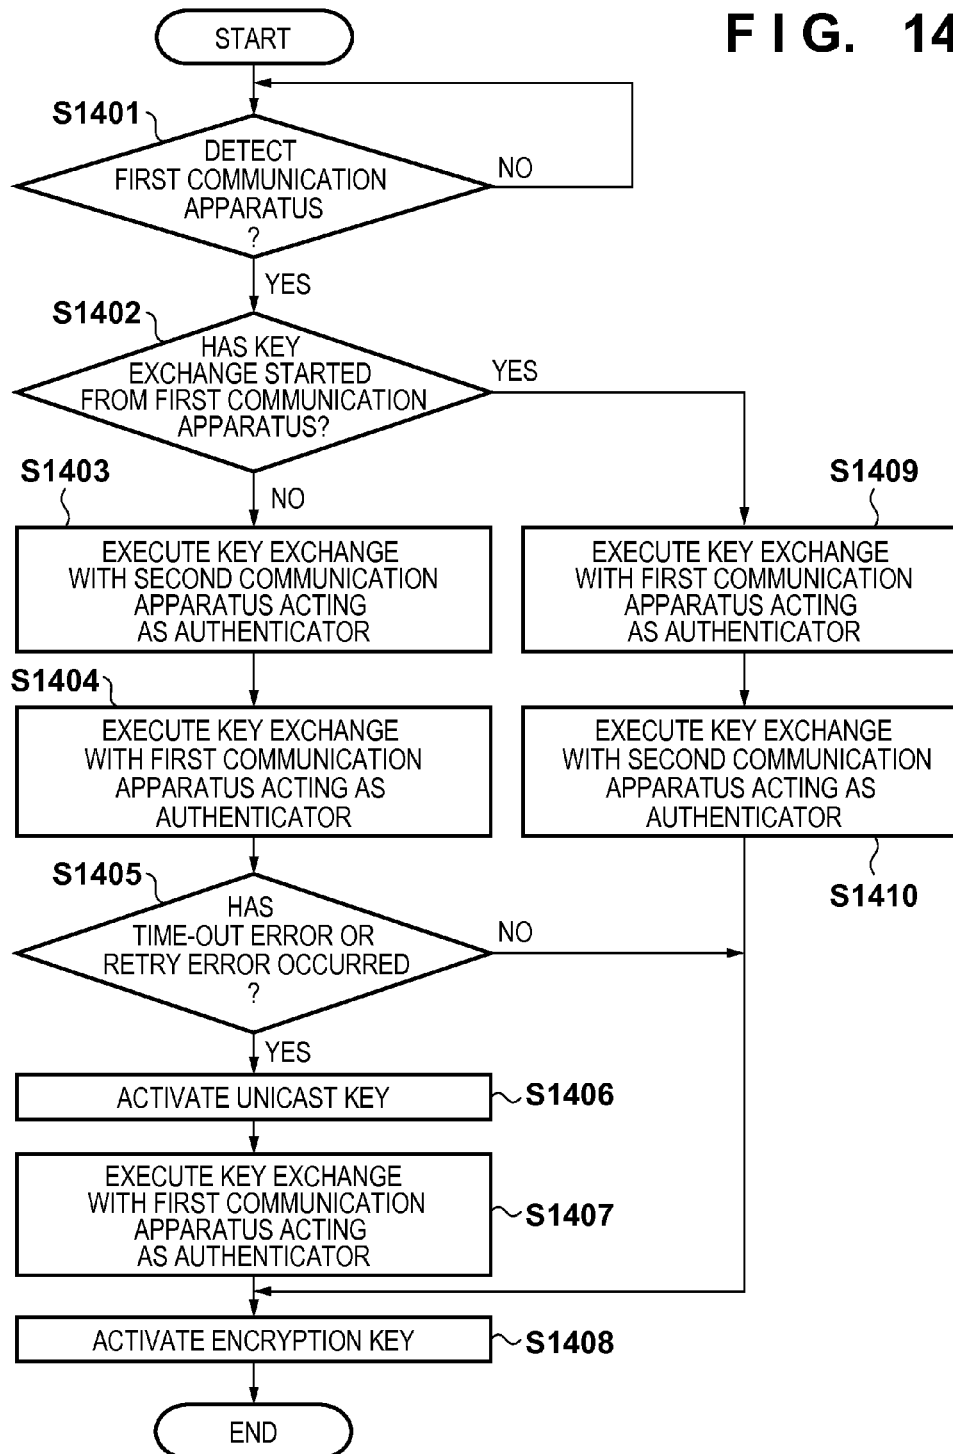 FIG. 14
START
S1401
DETECT
FIRST COMMUNICATION
APPARATUS
?
NO
YES
S1402
HAS KEY
EXCHANGE STARTED
FROM FIRST COMMUNICATION
APPARATUS?
YES
NO
S1403
EXECUTE KEY EXCHANGE
WITH SECOND COMMUNICATION
APPARATUS ACTING
AS AUTHENTICATOR
S1409
EXECUTE KEY EXCHANGE
WITH FIRST COMMUNICATION
APPARATUS ACTING
AS AUTHENTICATOR
S1404
EXECUTE KEY EXCHANGE
WITH FIRST COMMUNICATION
APPARATUS ACTING AS
AUTHENTICATOR
EXECUTE KEY EXCHANGE
WITH SECOND COMMUNICATION
APPARATUS ACTING AS
AUTHENTICATOR
S1410
S1405
HAS
TIME-OUT ERROR OR
RETRY ERROR OCCURRED
?
NO
YES
ACTIVATE UNICAST KEY
S1406
EXECUTE KEY EXCHANGE
WITH FIRST COMMUNICATION
APPARATUS ACTING
AS AUTHENTICATOR
S1407
ACTIVATE ENCRYPTION KEY
S1408
END